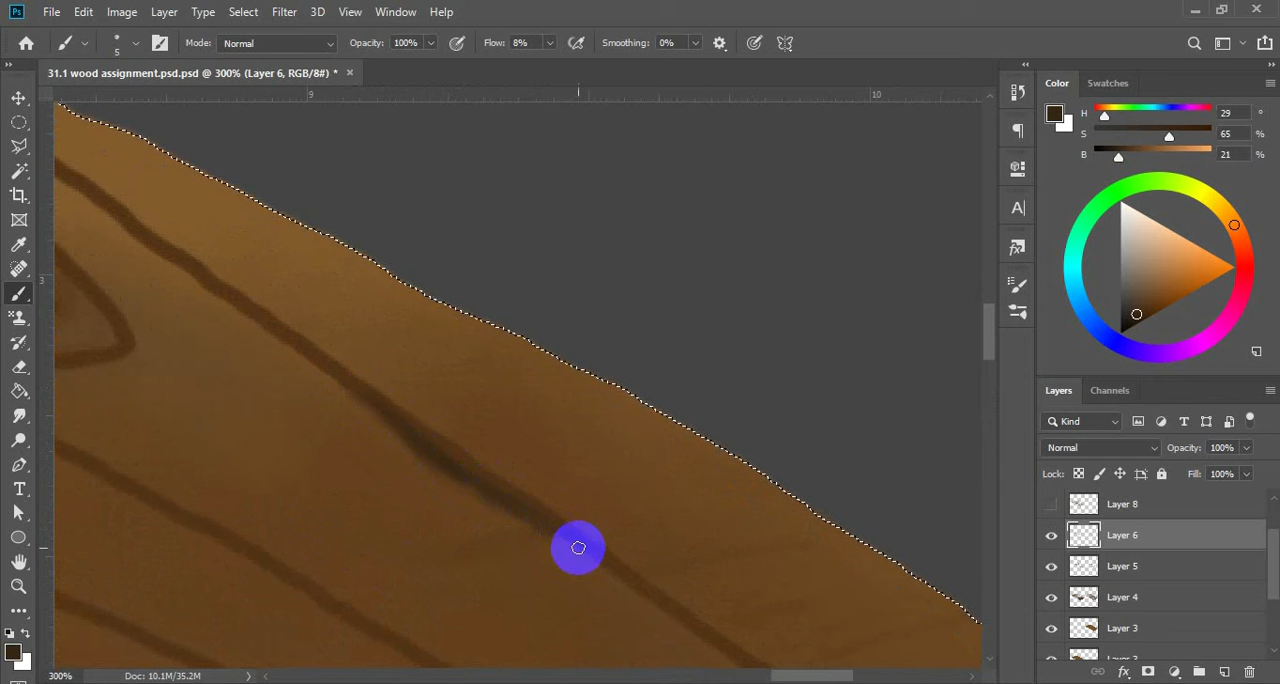 Ps File Edit Image Layer Type Select Filter 3D View Window Help
5 Mode: Normal Opacity: 100% Flow: 8% Smoothing: 0%
31.1 wood assignment.psd.psd @ 300% (Layer 6, RGB/8#) *
9 10
3
Color Swatches
H 29 °
S 65 %
B 21 %
Layers Channels
Kind
Normal Opacity: 100%
Lock: Fill: 100%
Layer 8
Layer 6
Layer 5
Layer 4
Layer 3
300% Doc: 10.1M/35.2M